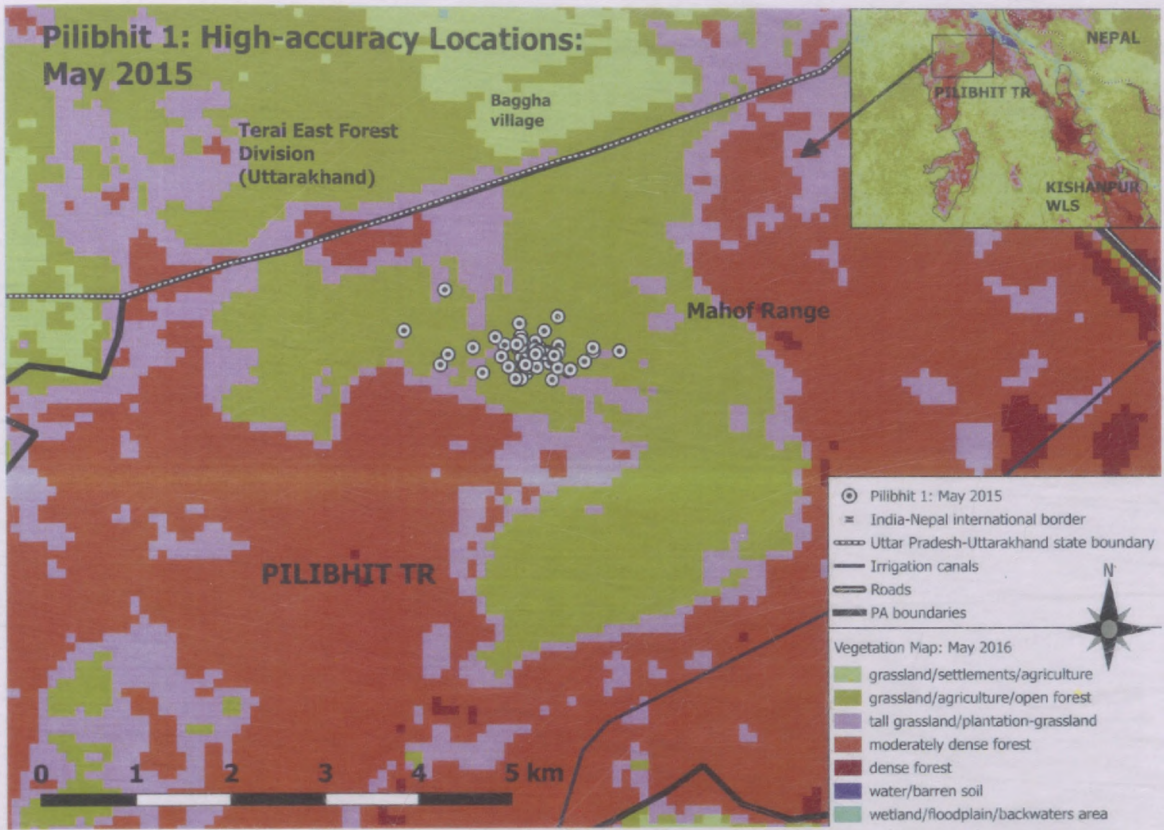 Pilibhit 1: High-accuracy Locations:
May 2015
Baggha
village
Terai East Forest
Division
(Uttarakhand)
NEPAL
PILIBHIT TR
KISHANPUR
WLS
Mahof Range
PILIBHIT TR
Pilibhit 1: May 2015
India-Nepal international border
Uttar Pradesh-Uttarakhand state boundary
Irrigation canals
Roads
PA boundaries
N
Vegetation Map: May 2016
grassland/settlements/agriculture
grassland/agriculture/open forest
tall grassland/plantation-grassland
moderately dense forest
dense forest
water/barren soil
wetland/floodplain/backwaters area
0 1 2 3 4 5 km